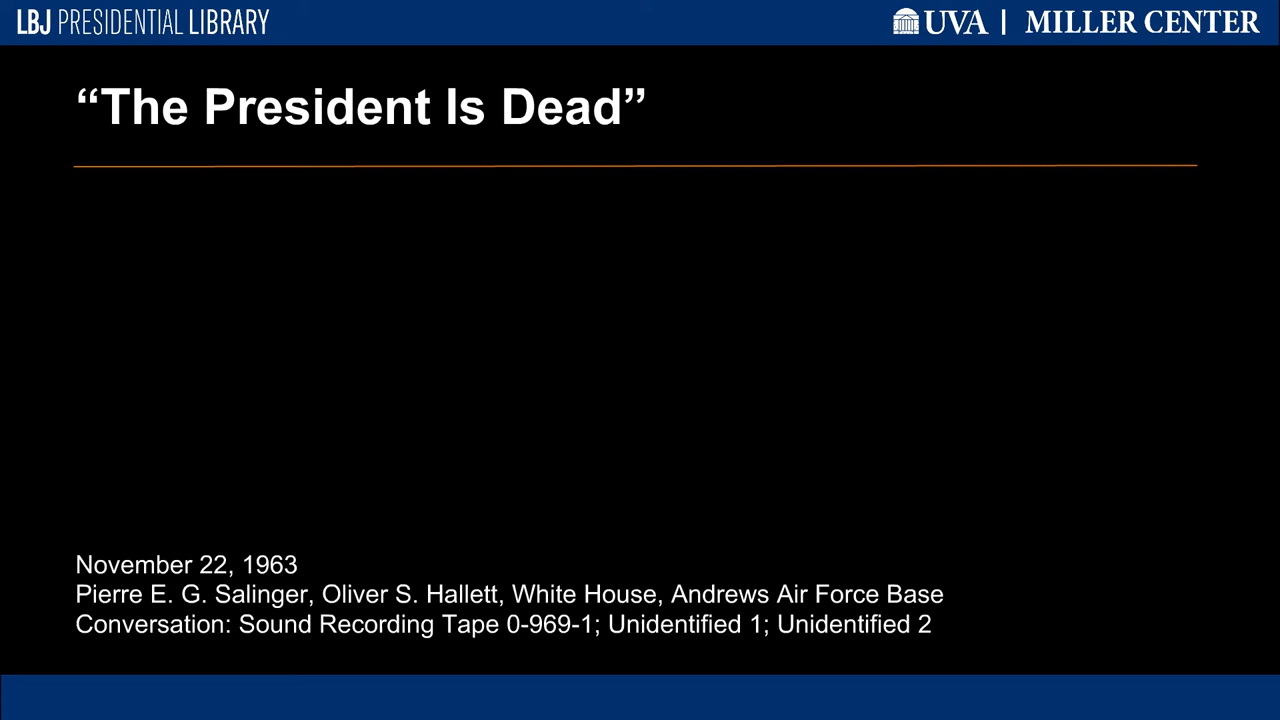 LBJ PRESIDENTIAL LIBRARY
UVA | MILLER CENTER
“The President Is Dead”
November 22, 1963
Pierre E. G. Salinger, Oliver S. Hallett, White House, Andrews Air Force Base
Conversation: Sound Recording Tape 0-969-1; Unidentified 1; Unidentified 2